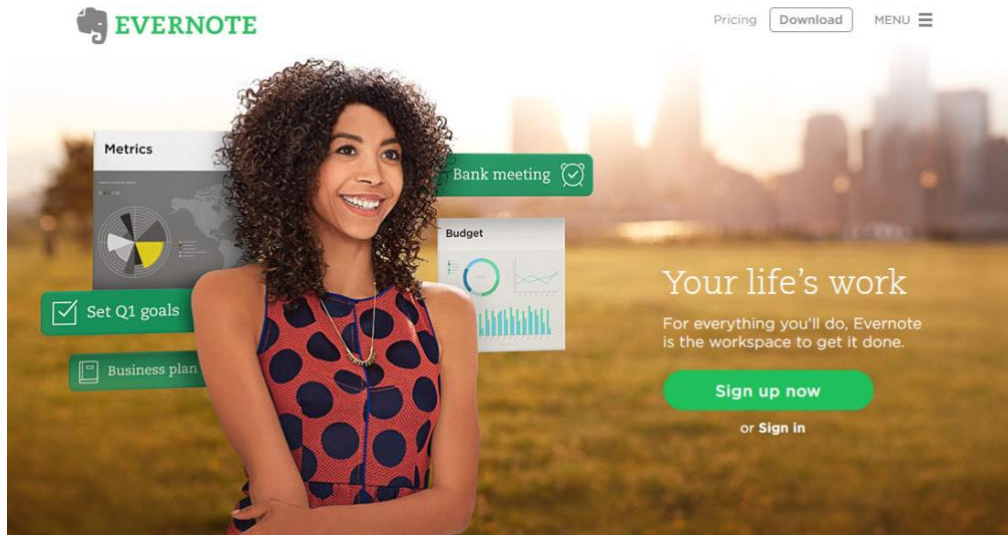 EVERNOTE
Pricing
Download
MENU
Metrics
Bank meeting
Budget
Set Q1 goals
Business plan
Your life's work
For everything you'll do, Evernote
is the workspace to get it done.
Sign up now
or Sign in